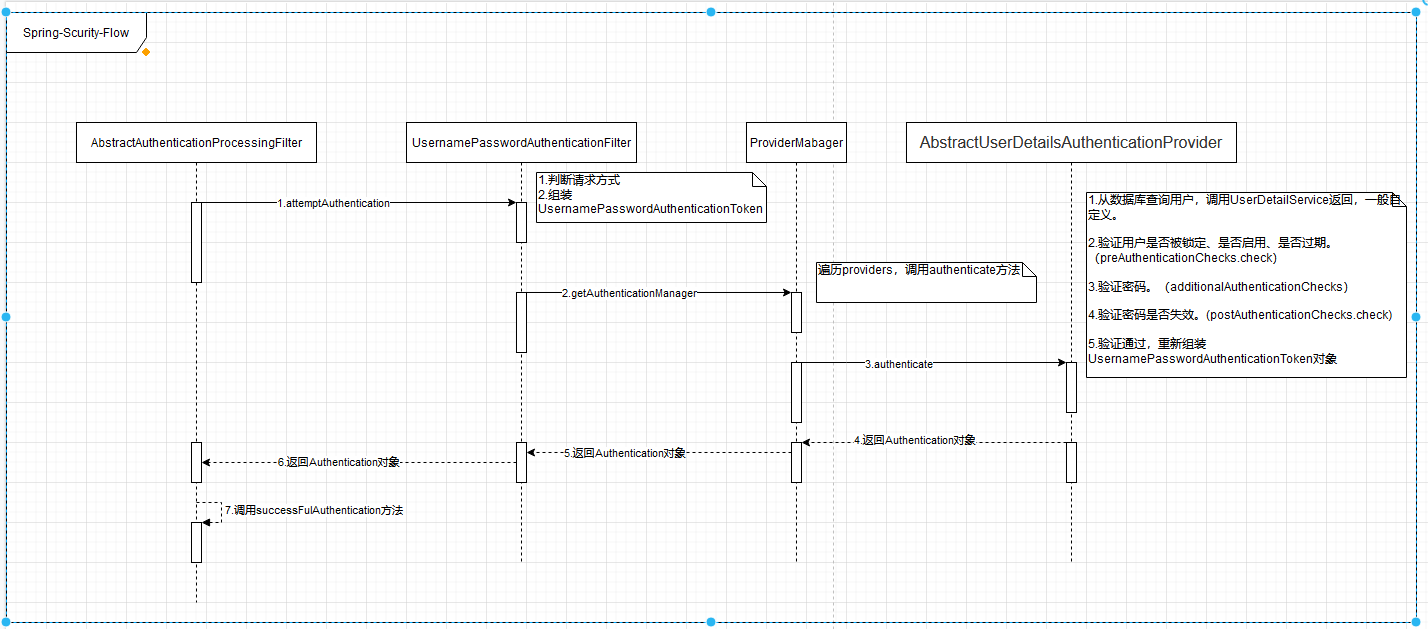 Spring-Scurity-Flow
AbstractAuthenticationProcessingFilter
UsernamePasswordAuthenticationFilter
ProviderMabager
AbstractUserDetailsAuthenticationProvider
1.attemptAuthentication
1.判断请求方式
2.组装
UsernamePasswordAuthenticationToken
2.getAuthenticationManager
遍历providers，调用authenticate方法
1.从数据库查询用户，调用UserDetailService返回，一般自
定义。
2.验证用户是否被锁定、是否启用、是否过期。
（preAuthenticationChecks.check)
3.验证密码。（additionalAuthenticationChecks）
4.验证密码是否失效。(postAuthenticationChecks.check)
5.验证通过，重新组装
UsernamePasswordAuthenticationToken对象
3.authenticate
4.返回Authentication对象
5.返回Authentication对象
6.返回Authentication对象
7.调用successFulAuthentication方法